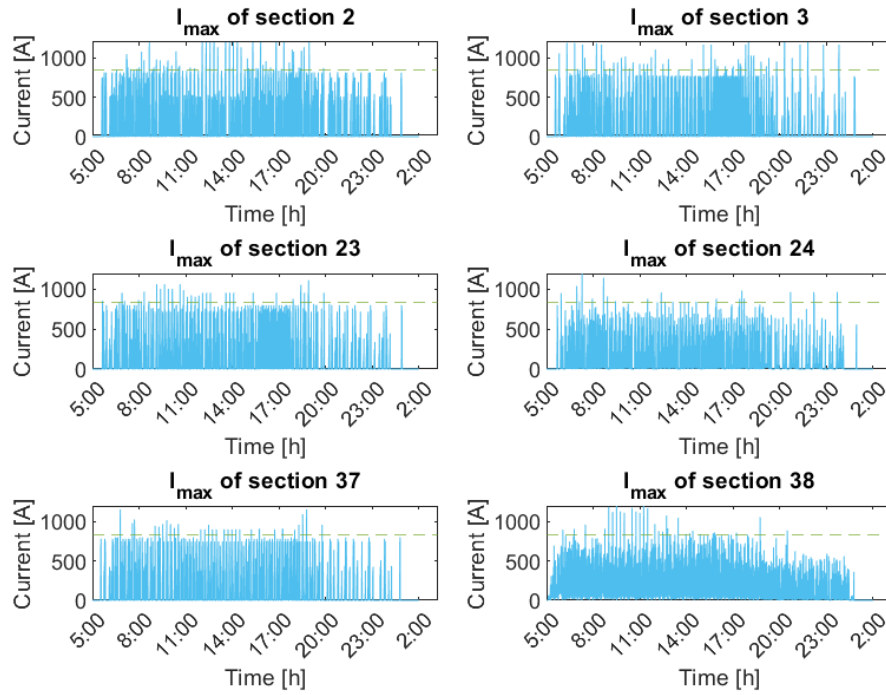 I_max of section 2
Current [A]
1000
500
0
5:00 8:00 11:00 14:00 17:00 20:00 23:00 2:00
Time [h]
I_max of section 3
Current [A]
1000
500
0
5:00 8:00 11:00 14:00 17:00 20:00 23:00 2:00
Time [h]
I_max of section 23
Current [A]
1000
500
0
5:00 8:00 11:00 14:00 17:00 20:00 23:00 2:00
Time [h]
I_max of section 24
Current [A]
1000
500
0
5:00 8:00 11:00 14:00 17:00 20:00 23:00 2:00
Time [h]
I_max of section 37
Current [A]
1000
500
0
5:00 8:00 11:00 14:00 17:00 20:00 23:00 2:00
Time [h]
I_max of section 38
Current [A]
1000
500
0
5:00 8:00 11:00 14:00 17:00 20:00 23:00 2:00
Time [h]